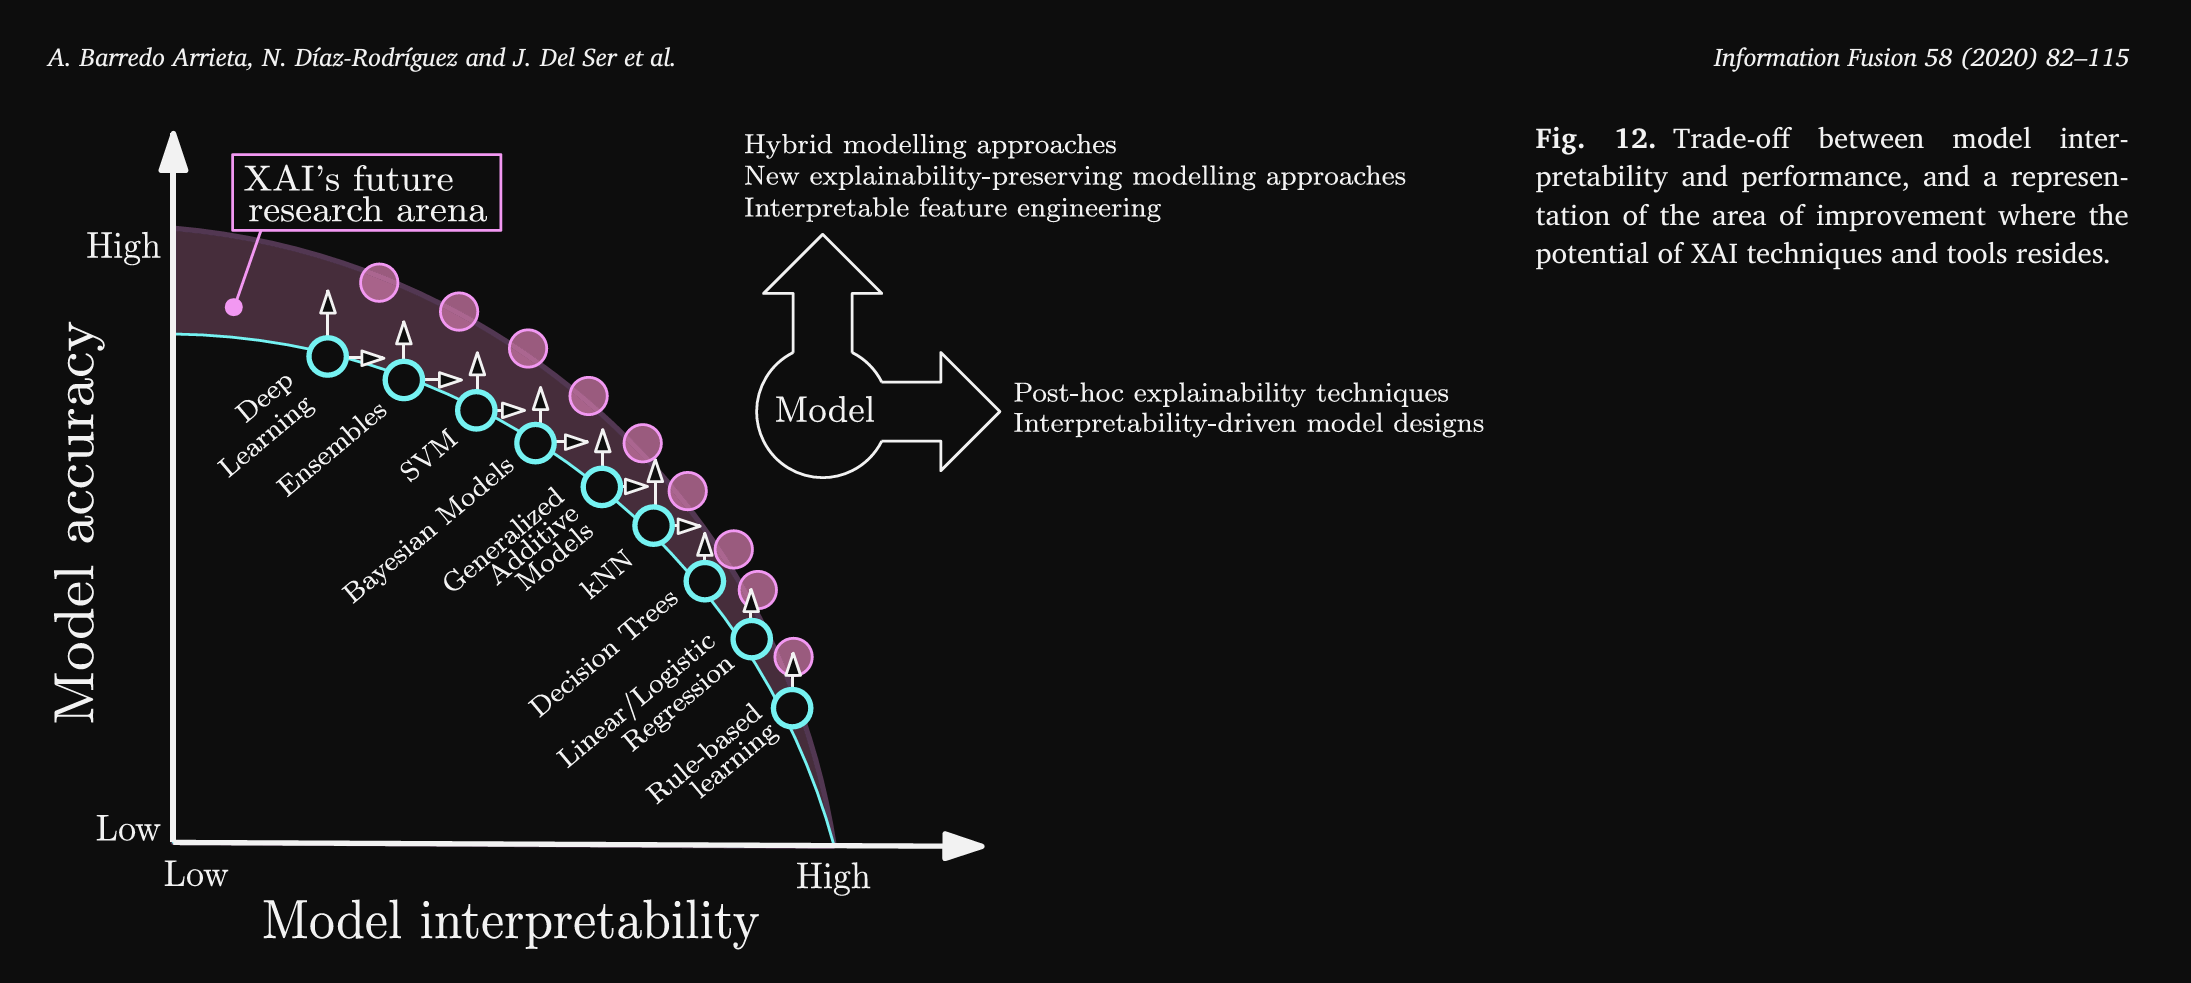 A. Barredo Arrieta, N. Díaz-Rodríguez and J. Del Ser et al.
Information Fusion 58 (2020) 82–115
XAI's future
research arena
High
Model accuracy
Low
Low
High
Model interpretability
Deep
Learning
Ensembles
SVM
Bayesian Models
Generalized
Additive
Models
kNN
Decision Trees
Linear/Logistic
Regression
Rule-based
learning
Hybrid modelling approaches
New explainability-preserving modelling approaches
Interpretable feature engineering
Model
Post-hoc explainability techniques
Interpretability-driven model designs
Fig. 12. Trade-off between model inter-
pretability and performance, and a represen-
tation of the area of improvement where the
potential of XAI techniques and tools resides.